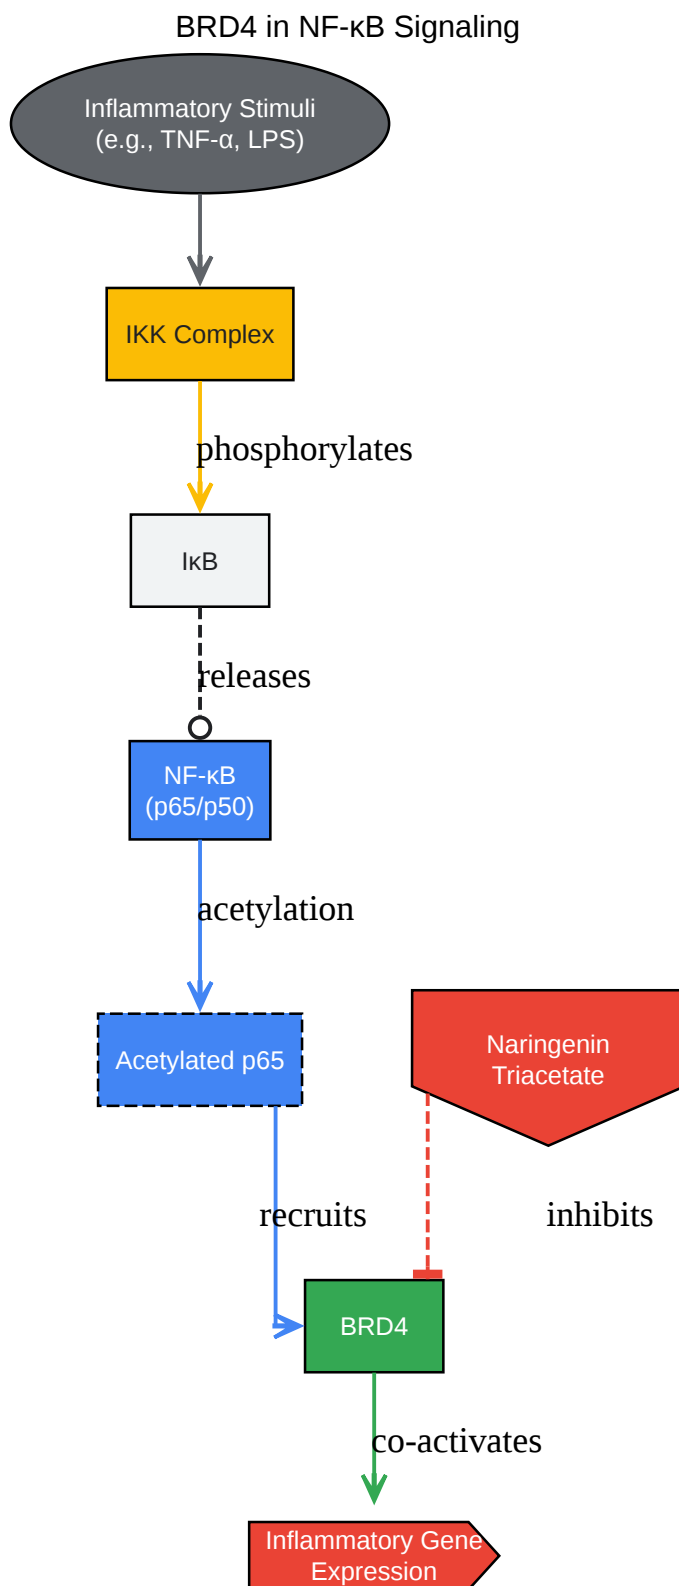 BRD4 in NF-κB Signaling
Inflammatory Stimuli
(e.g., TNF-α, LPS)
IKK Complex
phosphorylates
IκB
releases
NF-κB
(p65/p50)
acetylation
Acetylated p65
Naringenin
Triacetate
recruits
inhibits
BRD4
co-activates
Inflammatory Gene
Expression